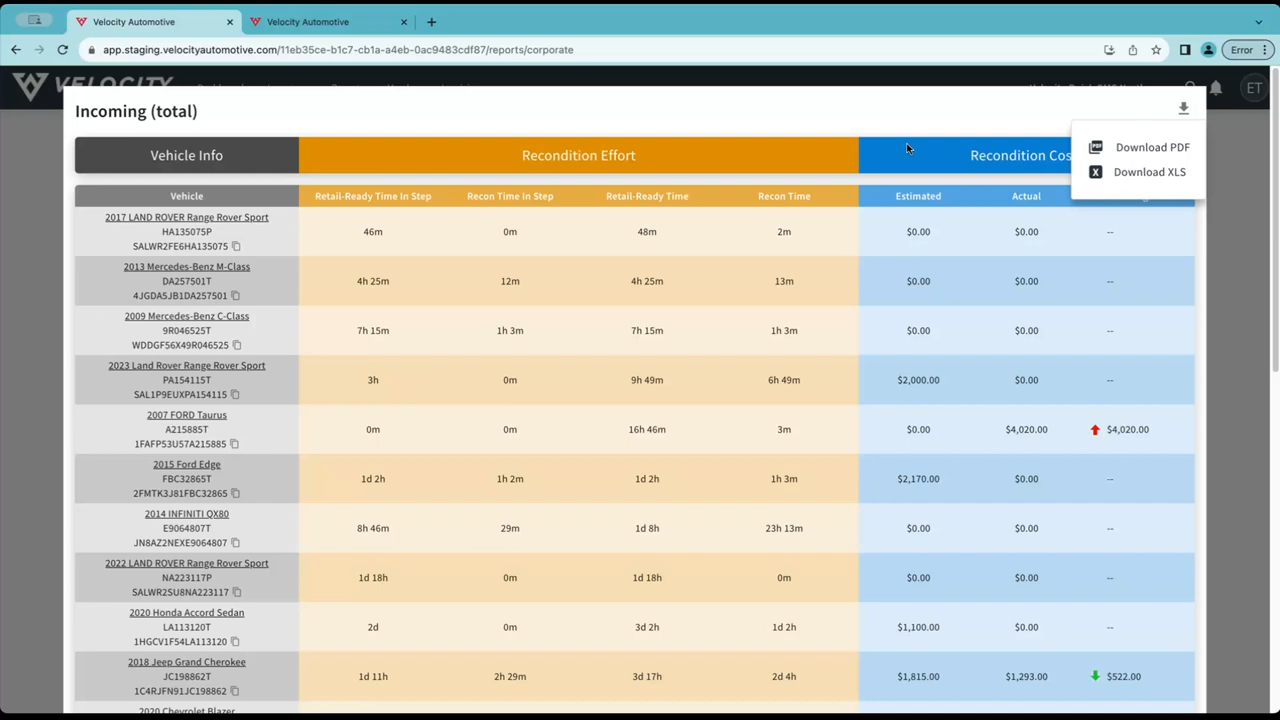 Velocity Automotive
Velocity Automotive
app.staging.velocityautomotive.com/11eb35ce-b1c7-cb1a-a4eb-0ac9483cdf87/reports/corporate
Error
VELOCITY
ET
Incoming (total)
Download PDF
Download XLS
Vehicle Info
Recondition Effort
Recondition Cos
Vehicle
Retail-Ready Time In Step
Recon Time In Step
Retail-Ready Time
Recon Time
Estimated
Actual
2017 LAND ROVER Range Rover Sport
HA135075P
SALWR2FE6HA135075
46m
0m
48m
2m
$0.00
$0.00
--
2013 Mercedes-Benz M-Class
DA257501T
4JGDA5JB1DA257501
4h 25m
12m
4h 25m
13m
$0.00
$0.00
--
2009 Mercedes-Benz C-Class
9R046525T
WDDGF56X49R046525
7h 15m
1h 3m
7h 15m
1h 3m
$0.00
$0.00
--
2023 Land Rover Range Rover Sport
PA154115T
SAL1P9EUXPA154115
3h
0m
9h 49m
6h 49m
$2,000.00
$0.00
--
2007 FORD Taurus
A215885T
1FAFP53U57A215885
0m
0m
16h 46m
3m
$0.00
$4,020.00
$4,020.00
2015 Ford Edge
FBC32865T
2FMTK3J81FBC32865
1d 2h
1h 2m
1d 2h
1h 3m
$2,170.00
$0.00
--
2014 INFINITI QX80
E9064807T
JN8AZ2NEXE9064807
8h 46m
29m
1d 8h
23h 13m
$0.00
$0.00
--
2022 LAND ROVER Range Rover Sport
NA223117P
SALWR2SU8NA223117
1d 18h
0m
1d 18h
0m
$0.00
$0.00
--
2020 Honda Accord Sedan
LA113120T
1HGCV1F54LA113120
2d
0m
3d 2h
1d 2h
$1,100.00
$0.00
--
2018 Jeep Grand Cherokee
JC198862T
1C4RJFN91JC198862
1d 11h
2h 29m
3d 17h
2d 4h
$1,815.00
$1,293.00
$522.00
2020 Chevrolet Blazer